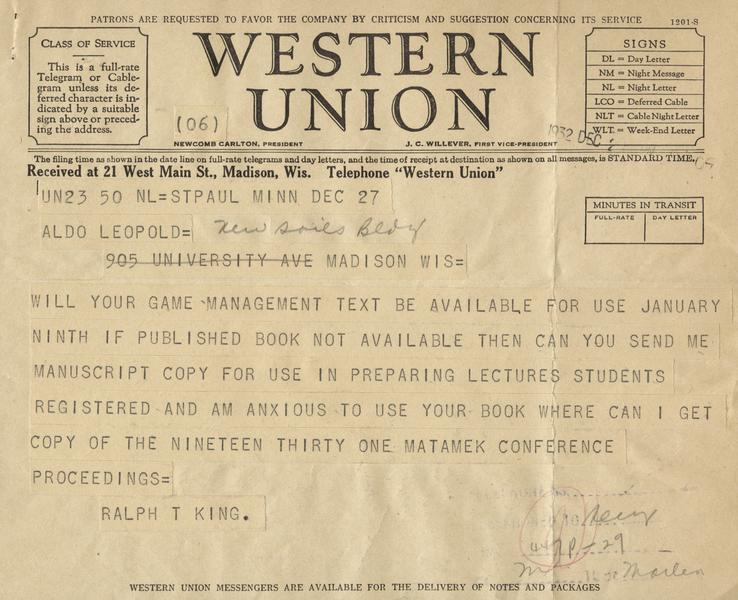 PATRONS ARE REQUESTED TO FAVOR THE COMPANY BY CRITICISM AND SUGGESTION CONCERNING ITS SERVICE
1201-S
CLASS OF SERVICE
This is a full-rate
Telegram or Cable-
gram unless its de-
ferred character is in-
dicated by a suitable
sign above or preced-
ing the address.
WESTERN
UNION
(06)
NEWCOMB CARLTON, PRESIDENT
J. C. WILLEVER, FIRST VICE-PRESIDENT
SIGNS
DL = Day Letter
NM = Night Message
NL = Night Letter
LCO = Deferred Cable
NLT = Cable Night Letter
WLT = Week-End Letter
1932 DEC
The filing time as shown in the date line on full-rate telegrams and day letters, and the time of receipt at destination as shown on all messages, is STANDARD TIME.
Received at 21 West Main St., Madison, Wis. Telephone "Western Union"
UN23 50 NL=STPAUL MINN DEC 27
MINUTES IN TRANSIT
FULL-RATE DAY LETTER
ALDO LEOPOLD= New Soils Bldg
905 UNIVERSITY AVE MADISON WIS=
WILL YOUR GAME MANAGEMENT TEXT BE AVAILABLE FOR USE JANUARY
NINTH IF PUBLISHED BOOK NOT AVAILABLE THEN CAN YOU SEND ME
MANUSCRIPT COPY FOR USE IN PREPARING LECTURES STUDENTS
REGISTERED AND AM ANXIOUS TO USE YOUR BOOK WHERE CAN I GET
COPY OF THE NINETEEN THIRTY ONE MATAMEK CONFERENCE
PROCEEDINGS=
RALPH T KING.
WESTERN UNION MESSENGERS ARE AVAILABLE FOR THE DELIVERY OF NOTES AND PACKAGES